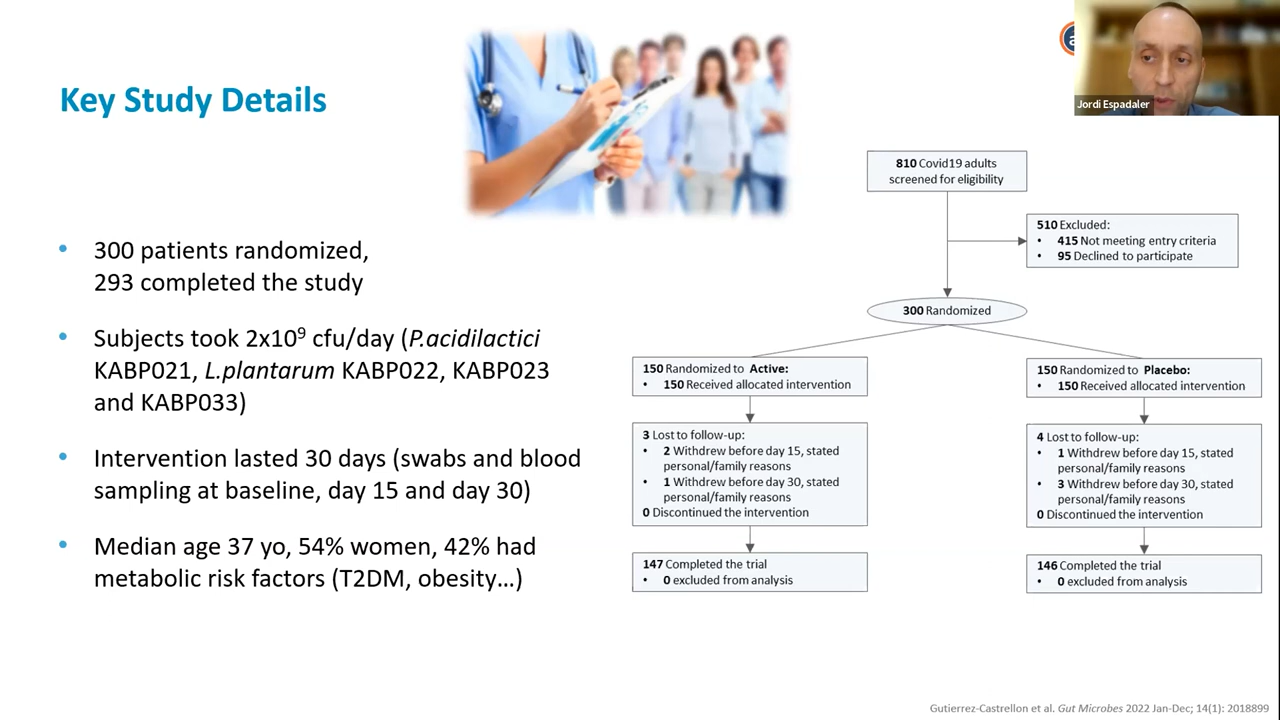 Key Study Details
Jordi Espadaler
300 patients randomized,
293 completed the study
Subjects took 2x10⁹ cfu/day (P.acidilactici
KABP021, L.plantarum KABP022, KABP023
and KABP033)
Intervention lasted 30 days (swabs and blood
sampling at baseline, day 15 and day 30)
Median age 37 yo, 54% women, 42% had
metabolic risk factors (T2DM, obesity...)
810 Covid19 adults
screened for eligibility
510 Excluded:
• 415 Not meeting entry criteria
• 95 Declined to participate
300 Randomized
150 Randomized to Active:
• 150 Received allocated intervention
150 Randomized to Placebo:
• 150 Received allocated intervention
3 Lost to follow-up:
• 2 Withdrew before day 15, stated
personal/family reasons
• 1 Withdrew before day 30, stated
personal/family reasons
0 Discontinued the intervention
4 Lost to follow-up:
• 1 Withdrew before day 15, stated
personal/family reasons
• 3 Withdrew before day 30, stated
personal/family reasons
0 Discontinued the intervention
147 Completed the trial
• 0 excluded from analysis
146 Completed the trial
• 0 excluded from analysis
Gutierrez-Castrellon et al. Gut Microbes 2022 Jan-Dec; 14(1): 2018899